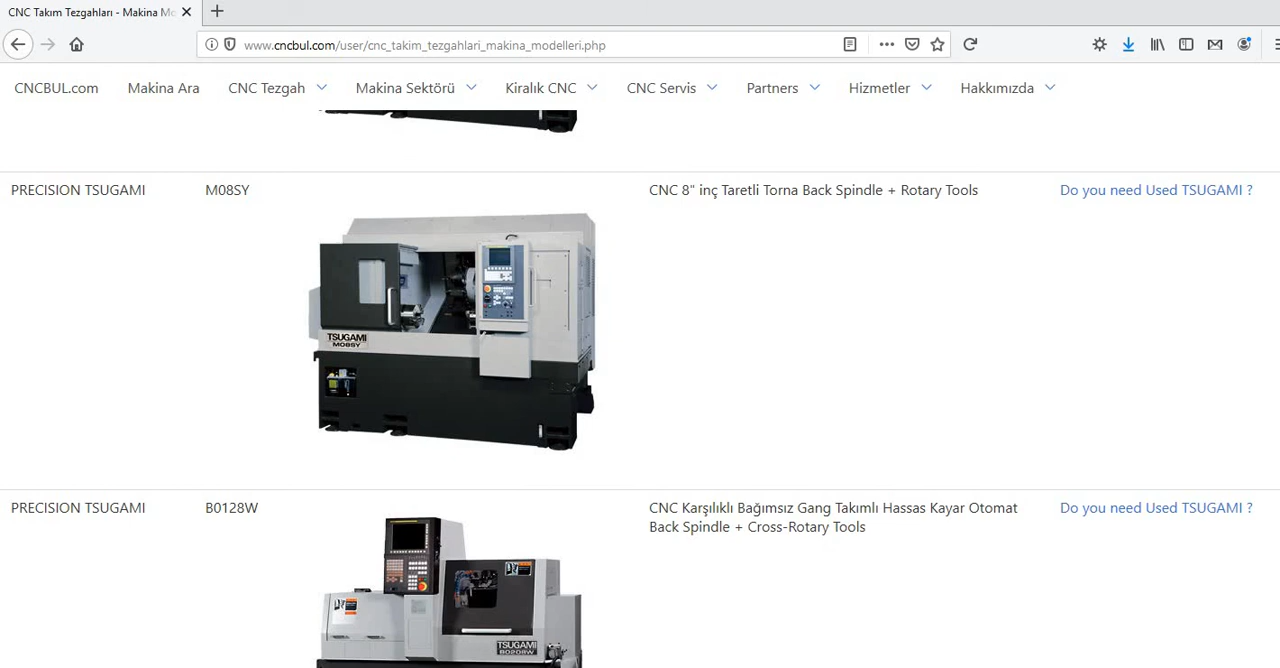 CNC Takım Tezgahları - Makina Mo
www.cncbul.com/user/cnc_takim_tezgahlari_makina_modelleri.php
CNCBUL.com Makina Ara CNC Tezgah Makina Sektörü Kiralık CNC CNC Servis Partners Hizmetler Hakkımızda
PRECISION TSUGAMI M08SY CNC 8" inç Taretli Torna Back Spindle + Rotary Tools Do you need Used TSUGAMI ?
TSUGAMI
M08SY
PRECISION TSUGAMI B0128W CNC Karşılıklı Bağımsız Gang Takımlı Hassas Kayar Otomat Do you need Used TSUGAMI ?
Back Spindle + Cross-Rotary Tools
TSUGAMI